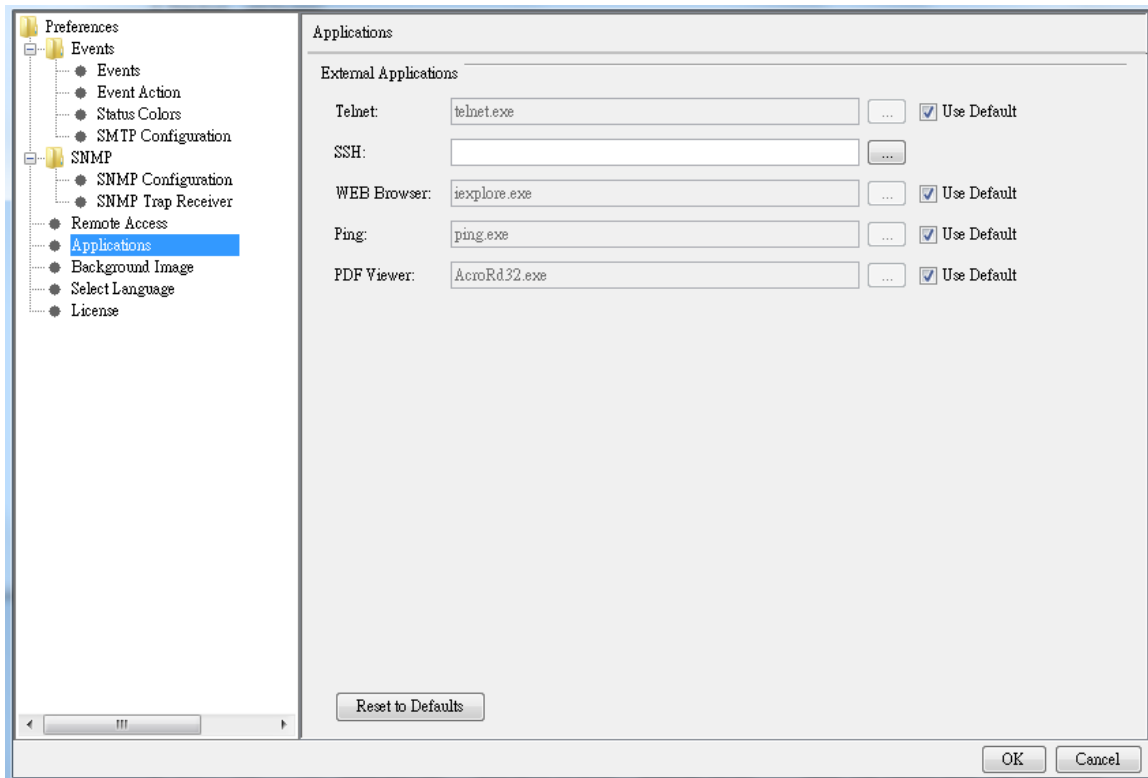 Preferences
Events
Events
Event Action
Status Colors
SMTP Configuration
SNMP
SNMP Configuration
SNMP Trap Receiver
Remote Access
Applications
Background Image
Select Language
License
Applications
External Applications
Telnet: telnet.exe ... Use Default
SSH: ...
WEB Browser: iexplore.exe ... Use Default
Ping: ping.exe ... Use Default
PDF Viewer: AcroRd32.exe ... Use Default
Reset to Defaults
OK Cancel